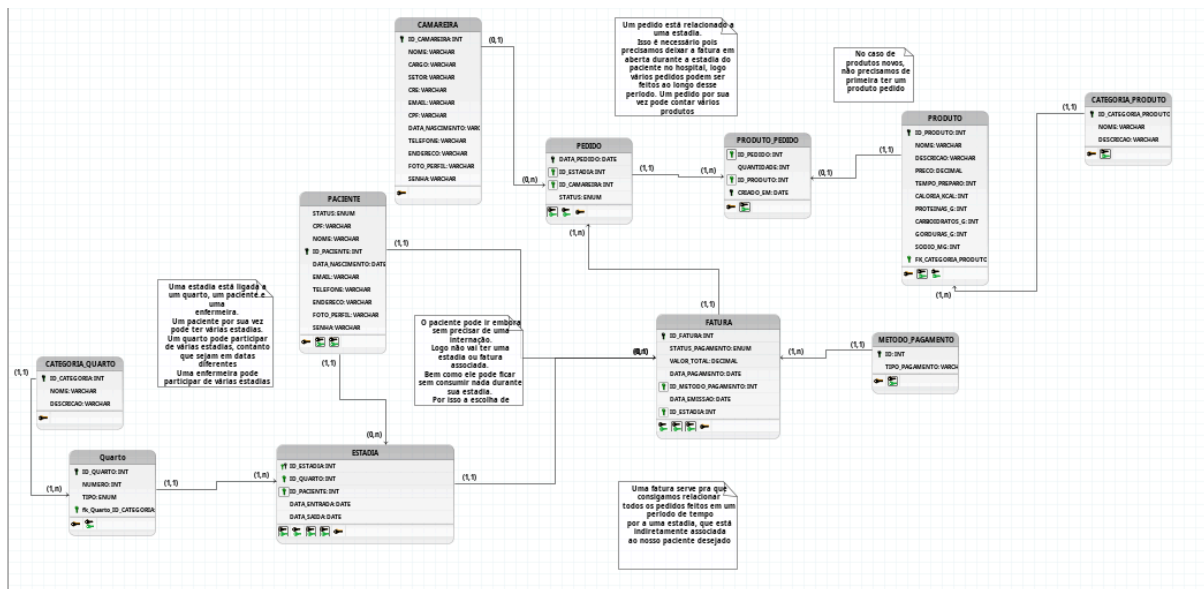 CAMAREIRA
ID_CAMAREIRA: INT
NOME: VARCHAR
CARGO: VARCHAR
SETOR: VARCHAR
CRE: VARCHAR
EMAIL: VARCHAR
CPF: VARCHAR
DATA_NASCIMENTO: VARC
TELEFONE: VARCHAR
ENDERECO: VARCHAR
FOTO_PERFIL: VARCHAR
SENHA: VARCHAR
(0,1)
(0,n)
Um pedido está relacionado a
uma estadia.
Isso é necessário pois
precisamos deixar a fatura em
aberta durante a estadia do
paciente no hospital, logo
vários pedidos podem ser
feitos ao longo desse
período. Um pedido por sua
vez pode contar vários
produtos
No caso de
produtos novos,
não precisamos de
primeira ter um
produto pedido
CATEGORIA_PRODUTO
ID_CATEGORIA_PRODUTO
NOME: VARCHAR
DESCRICAO: VARCHAR
(1,1)
(1,n)
PRODUTO
ID_PRODUTO: INT
NOME: VARCHAR
DESCRICAO: VARCHAR
PRECO: DECIMAL
TEMPO_PREPARO: INT
CALORIA_KCAL: INT
PROTEINAS_G: INT
CARBOIDRATOS_G: INT
GORDURAS_G: INT
SODIO_MG: INT
FK_CATEGORIA_PRODUTO
(1,1)
(0,1)
PRODUTO_PEDIDO
ID_PEDIDO: INT
QUANTIDADE: INT
ID_PRODUTO: INT
CRIADO_EM: DATE
(1,1)
(1,n)
PEDIDO
DATA_PEDIDO: DATE
ID_ESTADIA: INT
ID_CAMAREIRA: INT
STATUS: ENUM
(1,n)
(1,1)
PACIENTE
STATUS: ENUM
CPF: VARCHAR
NOME: VARCHAR
ID_PACIENTE: INT
DATA_NASCIMENTO: DATE
EMAIL: VARCHAR
TELEFONE: VARCHAR
ENDERECO: VARCHAR
FOTO_PERFIL: VARCHAR
SENHA: VARCHAR
(1,1)
(1,1)
(0,n)
Uma estadia está ligada a
um quarto, um paciente e
uma
enfermeira.
Um paciente por sua vez
pode ter várias estadias.
Um quarto pode participar
de várias estadias, contanto
que sejam em datas
diferentes
Uma enfermeira pode
participar de várias estadias
O paciente pode ir embora
sem precisar de uma
internação.
Logo não vai ter uma
estadia ou fatura
associada.
Bem como ele pode ficar
sem consumir nada durante
sua estadia.
Por isso a escolha de
FATURA
ID_FATURA: INT
STATUS_PAGAMENTO: ENUM
VALOR_TOTAL: DECIMAL
DATA_PAGAMENTO: DATE
ID_METODO_PAGAMENTO: INT
DATA_EMISSAO: DATE
ID_ESTADIA: INT
(1,n)
(1,1)
METODO_PAGAMENTO
ID: INT
TIPO_PAGAMENTO: VARCH
CATEGORIA_QUARTO
ID_CATEGORIA: INT
NOME: VARCHAR
DESCRICAO: VARCHAR
(1,1)
(1,n)
Quarto
ID_QUARTO: INT
NUMERO: INT
TIPO: ENUM
fk_Quarto_ID_CATEGORIA:
(1,1)
(1,n)
ESTADIA
ID_ESTADIA: INT
ID_QUARTO: INT
ID_PACIENTE: INT
DATA_ENTRADA: DATE
DATA_SAIDA: DATE
(1,1)
Uma fatura serve pra que
consigamos relacionar
todos os pedidos feitos em um
período de tempo
por a uma estadia, que está
indiretamente associada
ao nosso paciente desejado